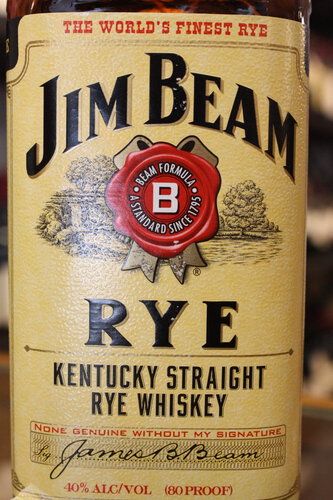 THE WORLD'S FINEST RYE
JIM BEAM
BEAM FORMULA
B
A STANDARD SINCE 1795
®
RYE
KENTUCKY STRAIGHT
RYE WHISKEY
NONE GENUINE WITHOUT MY SIGNATURE
By James B. Beam
40% ALC/VOL (80 PROOF)